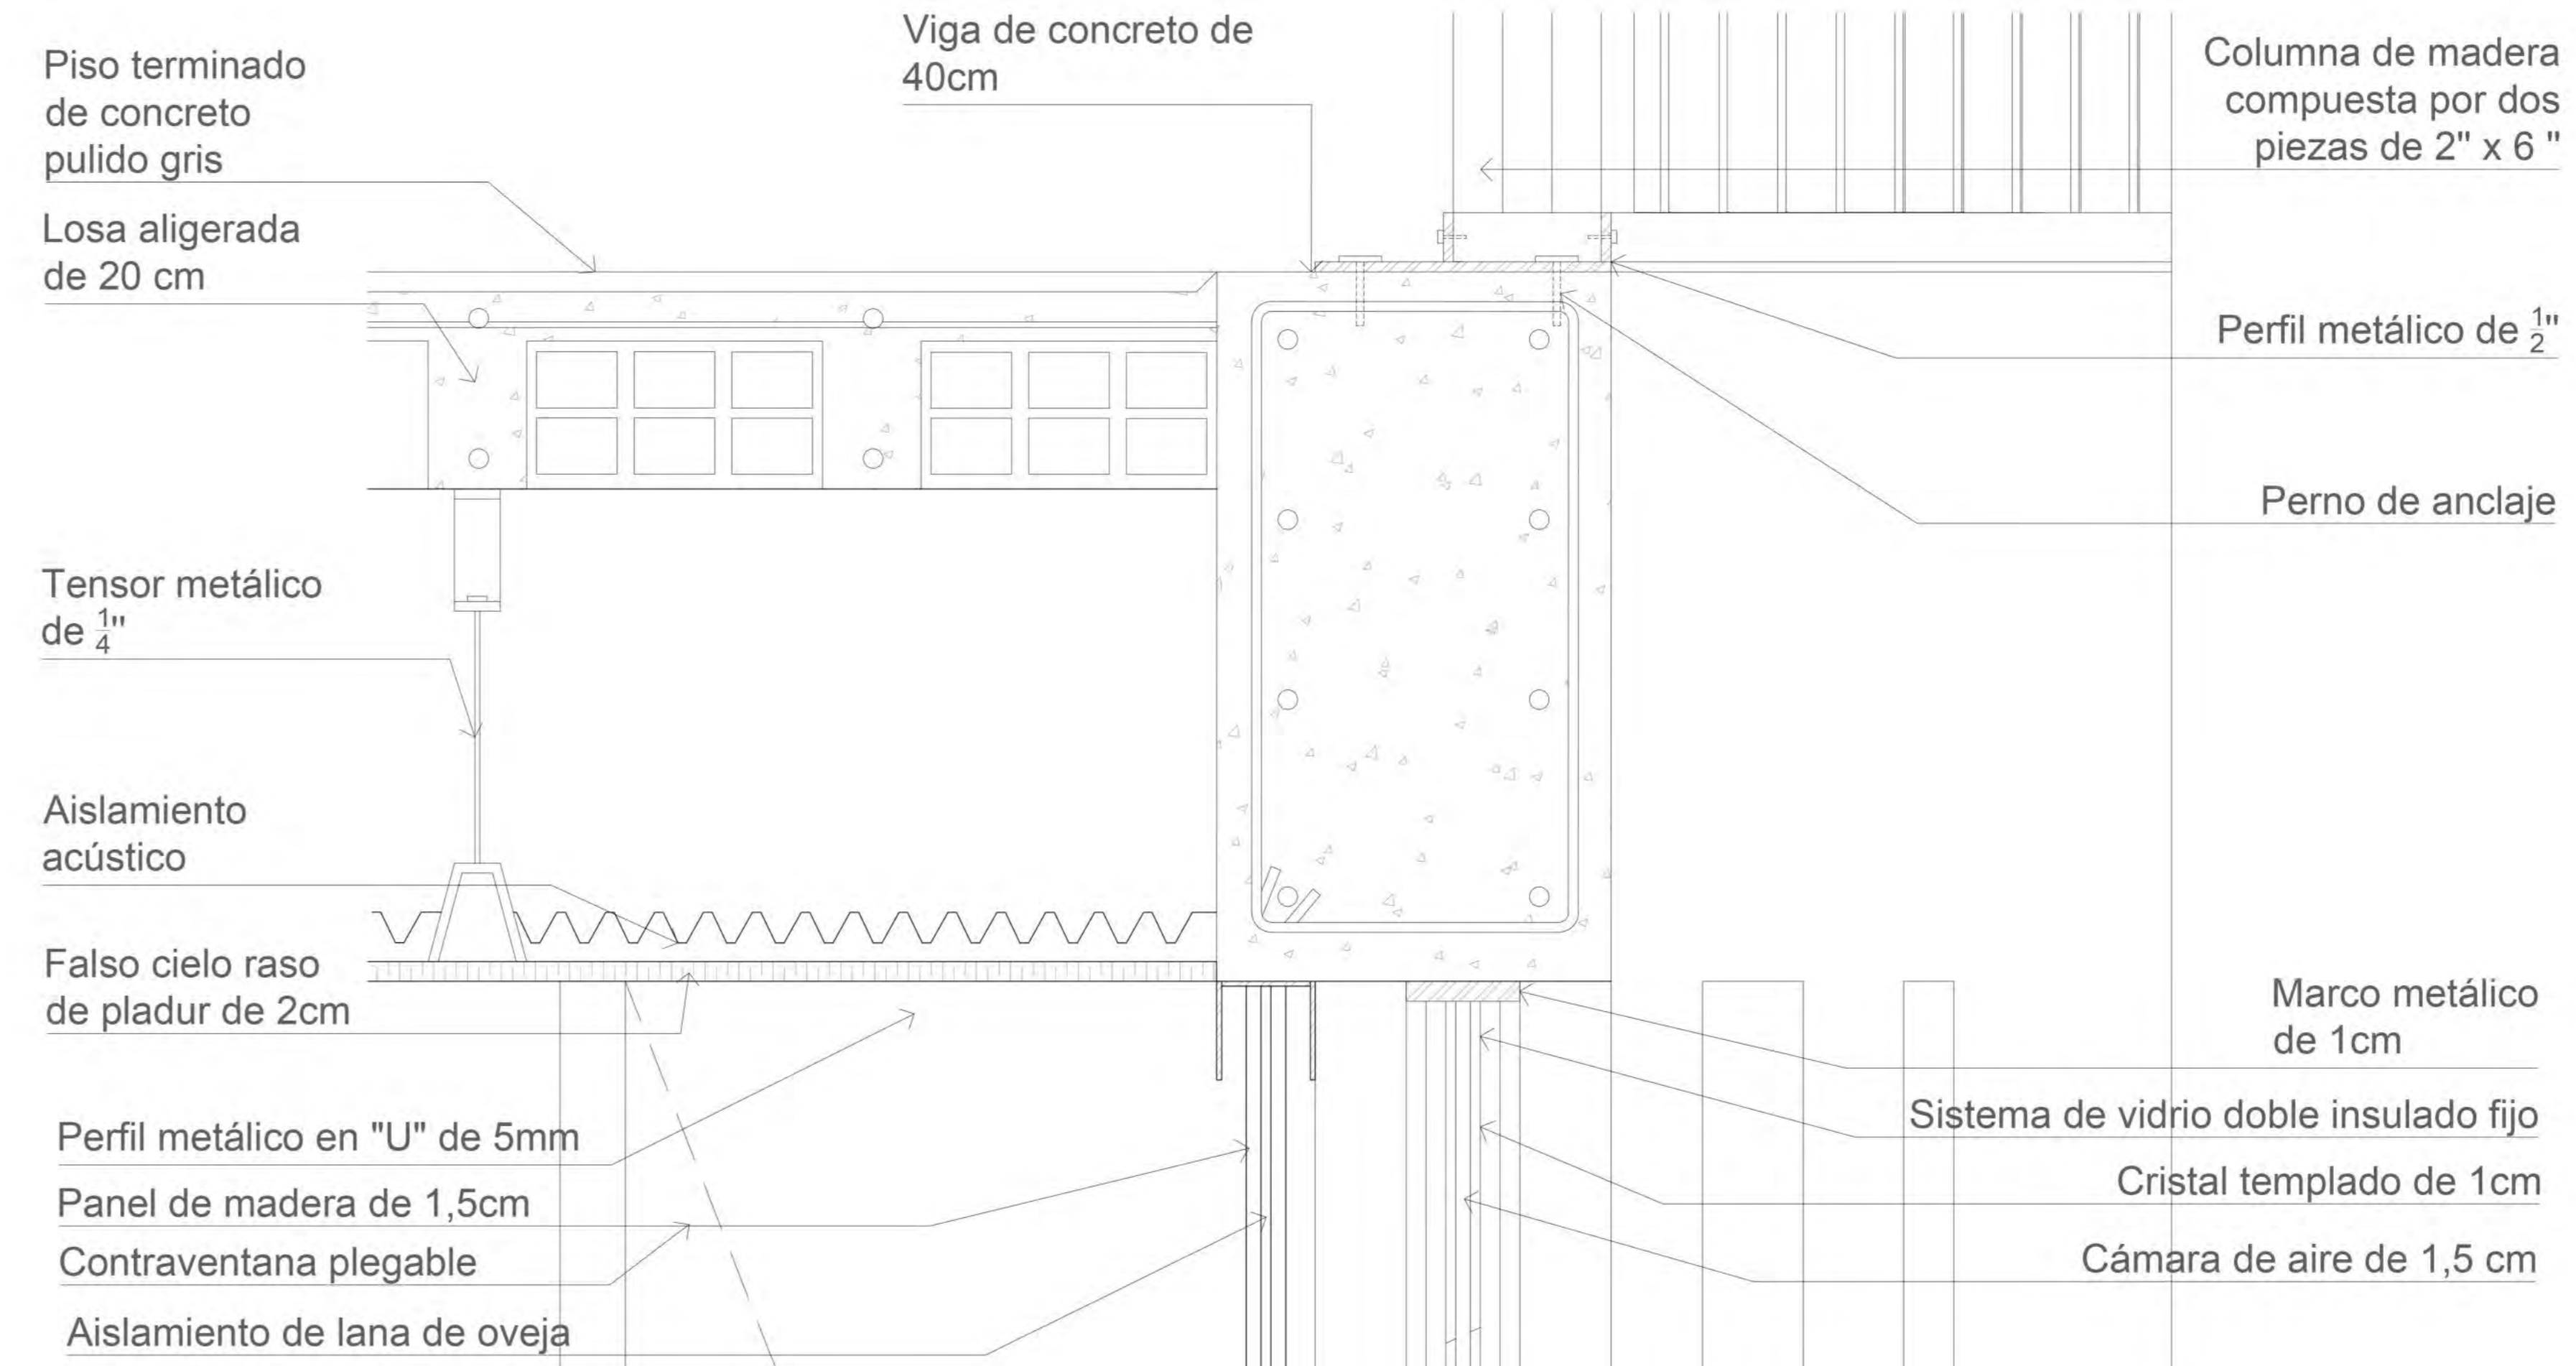 Piso terminado
de concreto
pulido gris
Losa aligerada
de 20 cm
Tensor metálico
de 1/4"
Aislamiento
acústico
Falso cielo raso
de pladur de 2cm
Perfil metálico en "U" de 5mm
Panel de madera de 1,5cm
Contraventana plegable
Aislamiento de lana de oveja
Viga de concreto de
40cm
Columna de madera
compuesta por dos
piezas de 2" x 6 "
Perfil metálico de 1/2"
Perno de anclaje
Marco metálico
de 1cm
Sistema de vidrio doble insulado fijo
Cristal templado de 1cm
Cámara de aire de 1,5 cm